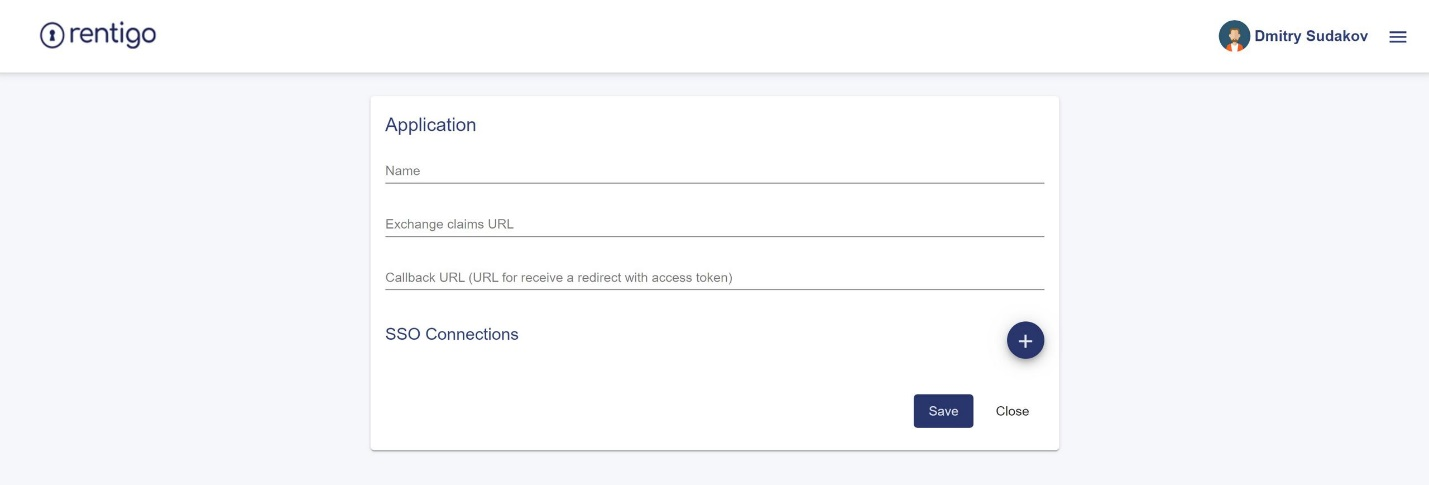 rentigo
Dmitry Sudakov
Application
Name
Exchange claims URL
Callback URL (URL for receive a redirect with access token)
SSO Connections
+
Save
Close